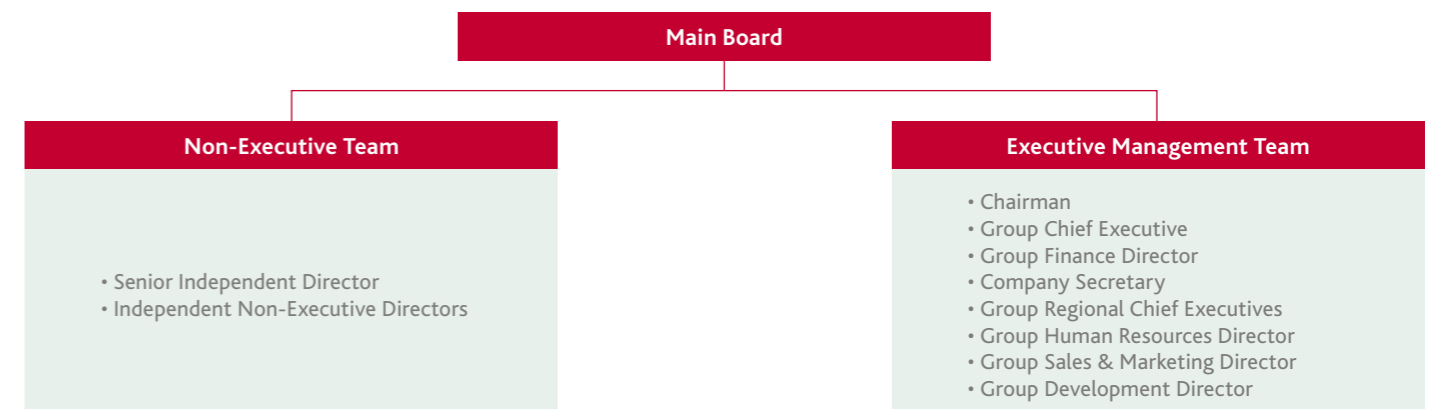 Main Board
Non-Executive Team
• Senior Independent Director
• Independent Non-Executive Directors
Executive Management Team
• Chairman
• Group Chief Executive
• Group Finance Director
• Company Secretary
• Group Regional Chief Executives
• Group Human Resources Director
• Group Sales & Marketing Director
• Group Development Director